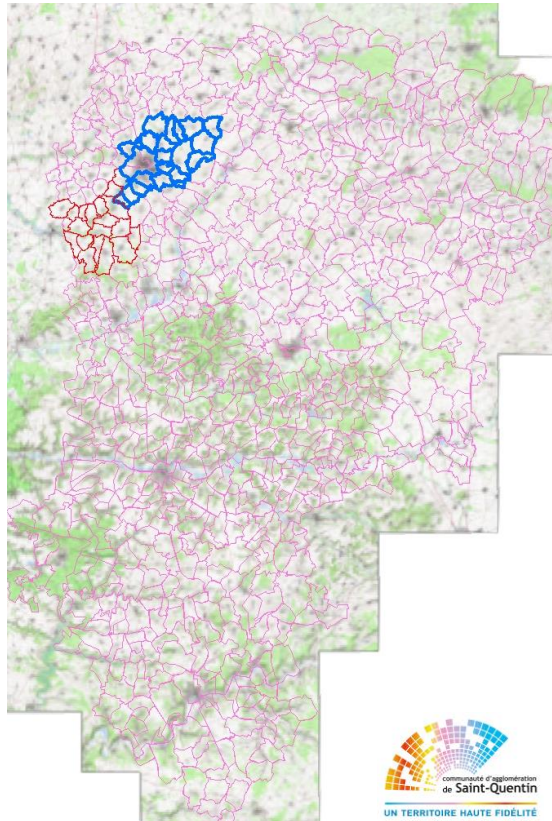 communauté d'agglomération
de Saint-Quentin
UN TERRITOIRE HAUTE FIDÉLITÉ